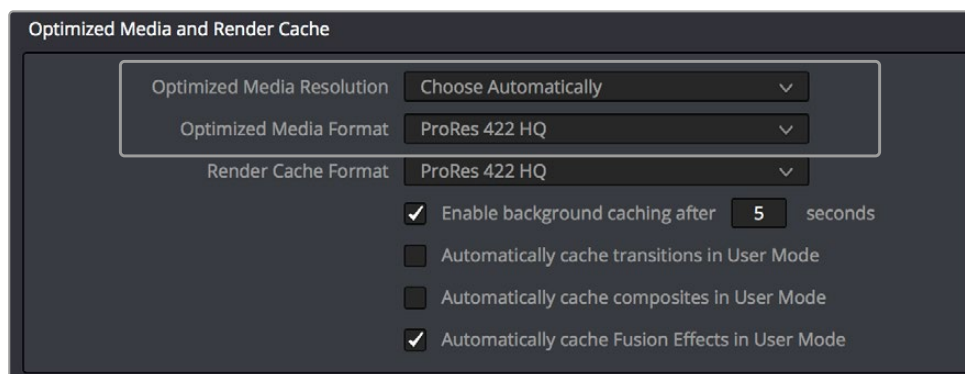 Optimized Media and Render Cache
Optimized Media Resolution Choose Automatically
Optimized Media Format ProRes 422 HQ
Render Cache Format ProRes 422 HQ
Enable background caching after 5 seconds
Automatically cache transitions in User Mode
Automatically cache composites in User Mode
Automatically cache Fusion Effects in User Mode